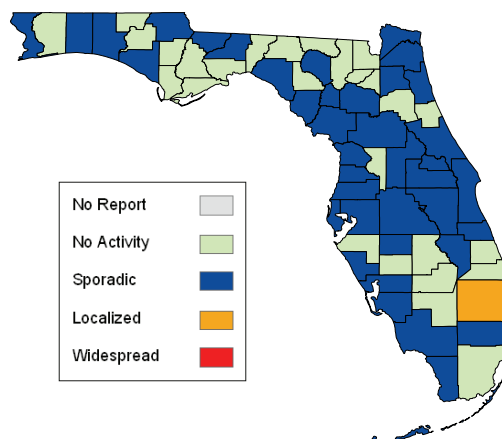 No Report
No Activity
Sporadic
Localized
Widespread